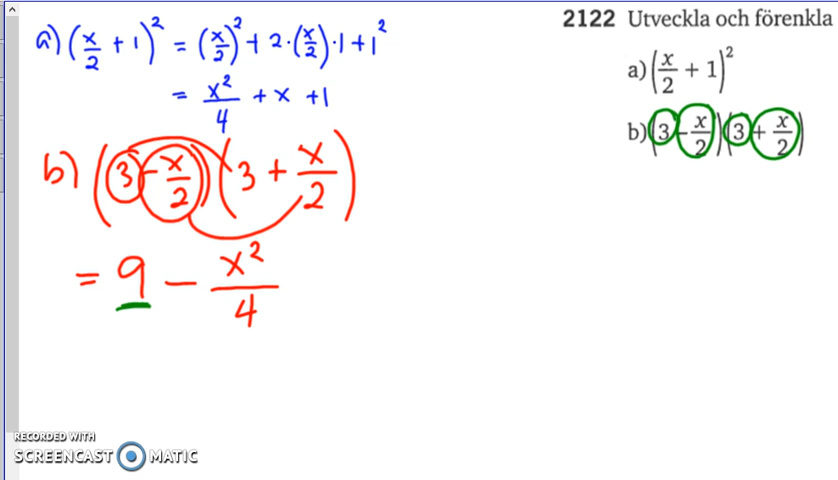 2122 Utveckla och förenkla
a) (x/2 + 1)²
b) (3 − x/2)(3 + x/2)
a) (x/2 + 1)² = (x/2)² + 2·(x/2)·1 + 1²
= x²/4 + x + 1
b) (3 − x/2)(3 + x/2)
= 9 − x²/4
RECORDED WITH
SCREENCAST MATIC